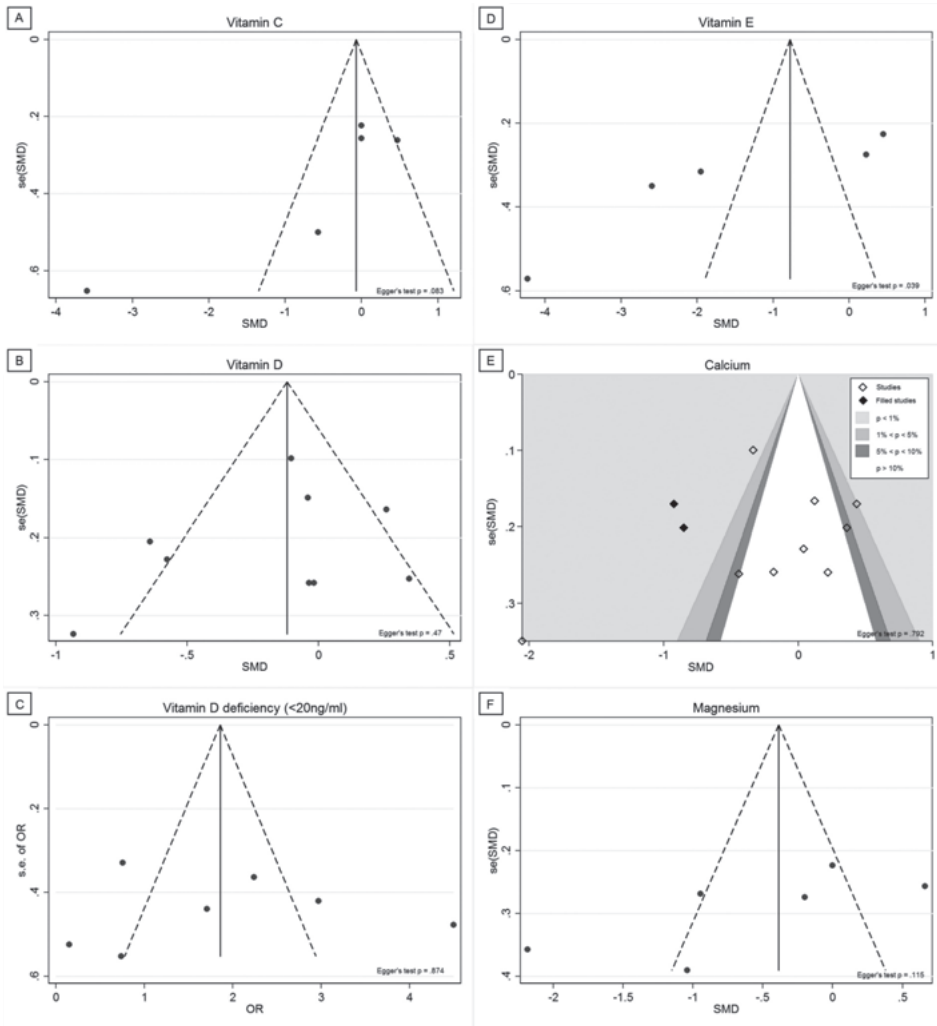 A
Vitamin C
0
.2
.4
.6
se(SMD)
Egger's test p = .083
-4
-3
-2
-1
0
1
SMD
D
Vitamin E
0
.2
.4
.6
se(SMD)
Egger's test p = .039
-4
-3
-2
-1
0
1
SMD
B
Vitamin D
0
.1
.2
.3
se(SMD)
Egger's test p = .47
-1
-.5
0
.5
SMD
E
Calcium
0
.1
.2
.3
se(SMD)
Studies
Filled studies
p < 1%
1% < p < 5%
5% < p < 10%
p > 10%
Egger's test p = .792
-2
-1
0
1
SMD
C
Vitamin D deficiency (<20ng/ml)
0
.2
.4
.6
s.e. of OR
Egger's test p = .874
0
1
2
3
4
OR
F
Magnesium
0
.1
.2
.3
.4
se(SMD)
Egger's test p = .115
-2
-1.5
-1
-.5
0
.5
SMD